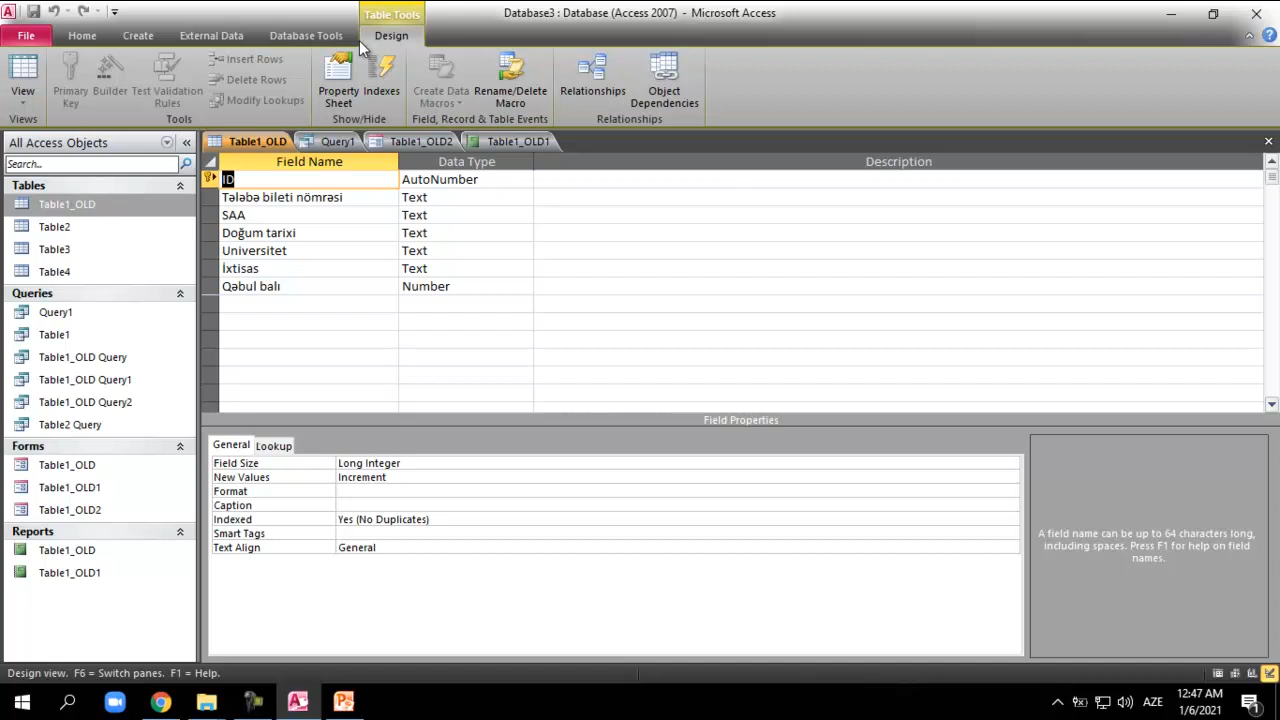 Table Tools
Database3 : Database (Access 2007) - Microsoft Access
File Home Create External Data Database Tools Design
View
Views
Primary Key
Builder
Test Validation Rules
Insert Rows
Delete Rows
Modify Lookups
Tools
Property Sheet
Indexes
Show/Hide
Create Data Macros
Rename/Delete Macro
Field, Record & Table Events
Relationships
Object Dependencies
Relationships
All Access Objects
Search...
Tables
Table1_OLD
Table2
Table3
Table4
Queries
Query1
Table1
Table1_OLD Query
Table1_OLD Query1
Table1_OLD Query2
Table2 Query
Forms
Table1_OLD
Table1_OLD1
Table1_OLD2
Reports
Table1_OLD
Table1_OLD1
Table1_OLD Query1 Table1_OLD2 Table1_OLD1
Field Name Data Type Description
ID AutoNumber
Tələbə bileti nömrəsi Text
SAA Text
Doğum tarixi Text
Universitet Text
İxtisas Text
Qəbul balı Number
Field Properties
General Lookup
Field Size Long Integer
New Values Increment
Format
Caption
Indexed Yes (No Duplicates)
Smart Tags
Text Align General
A field name can be up to 64 characters long,
including spaces. Press F1 for help on field
names.
Design view. F6 = Switch panes. F1 = Help.
AZE
12:47 AM
1/6/2021
1